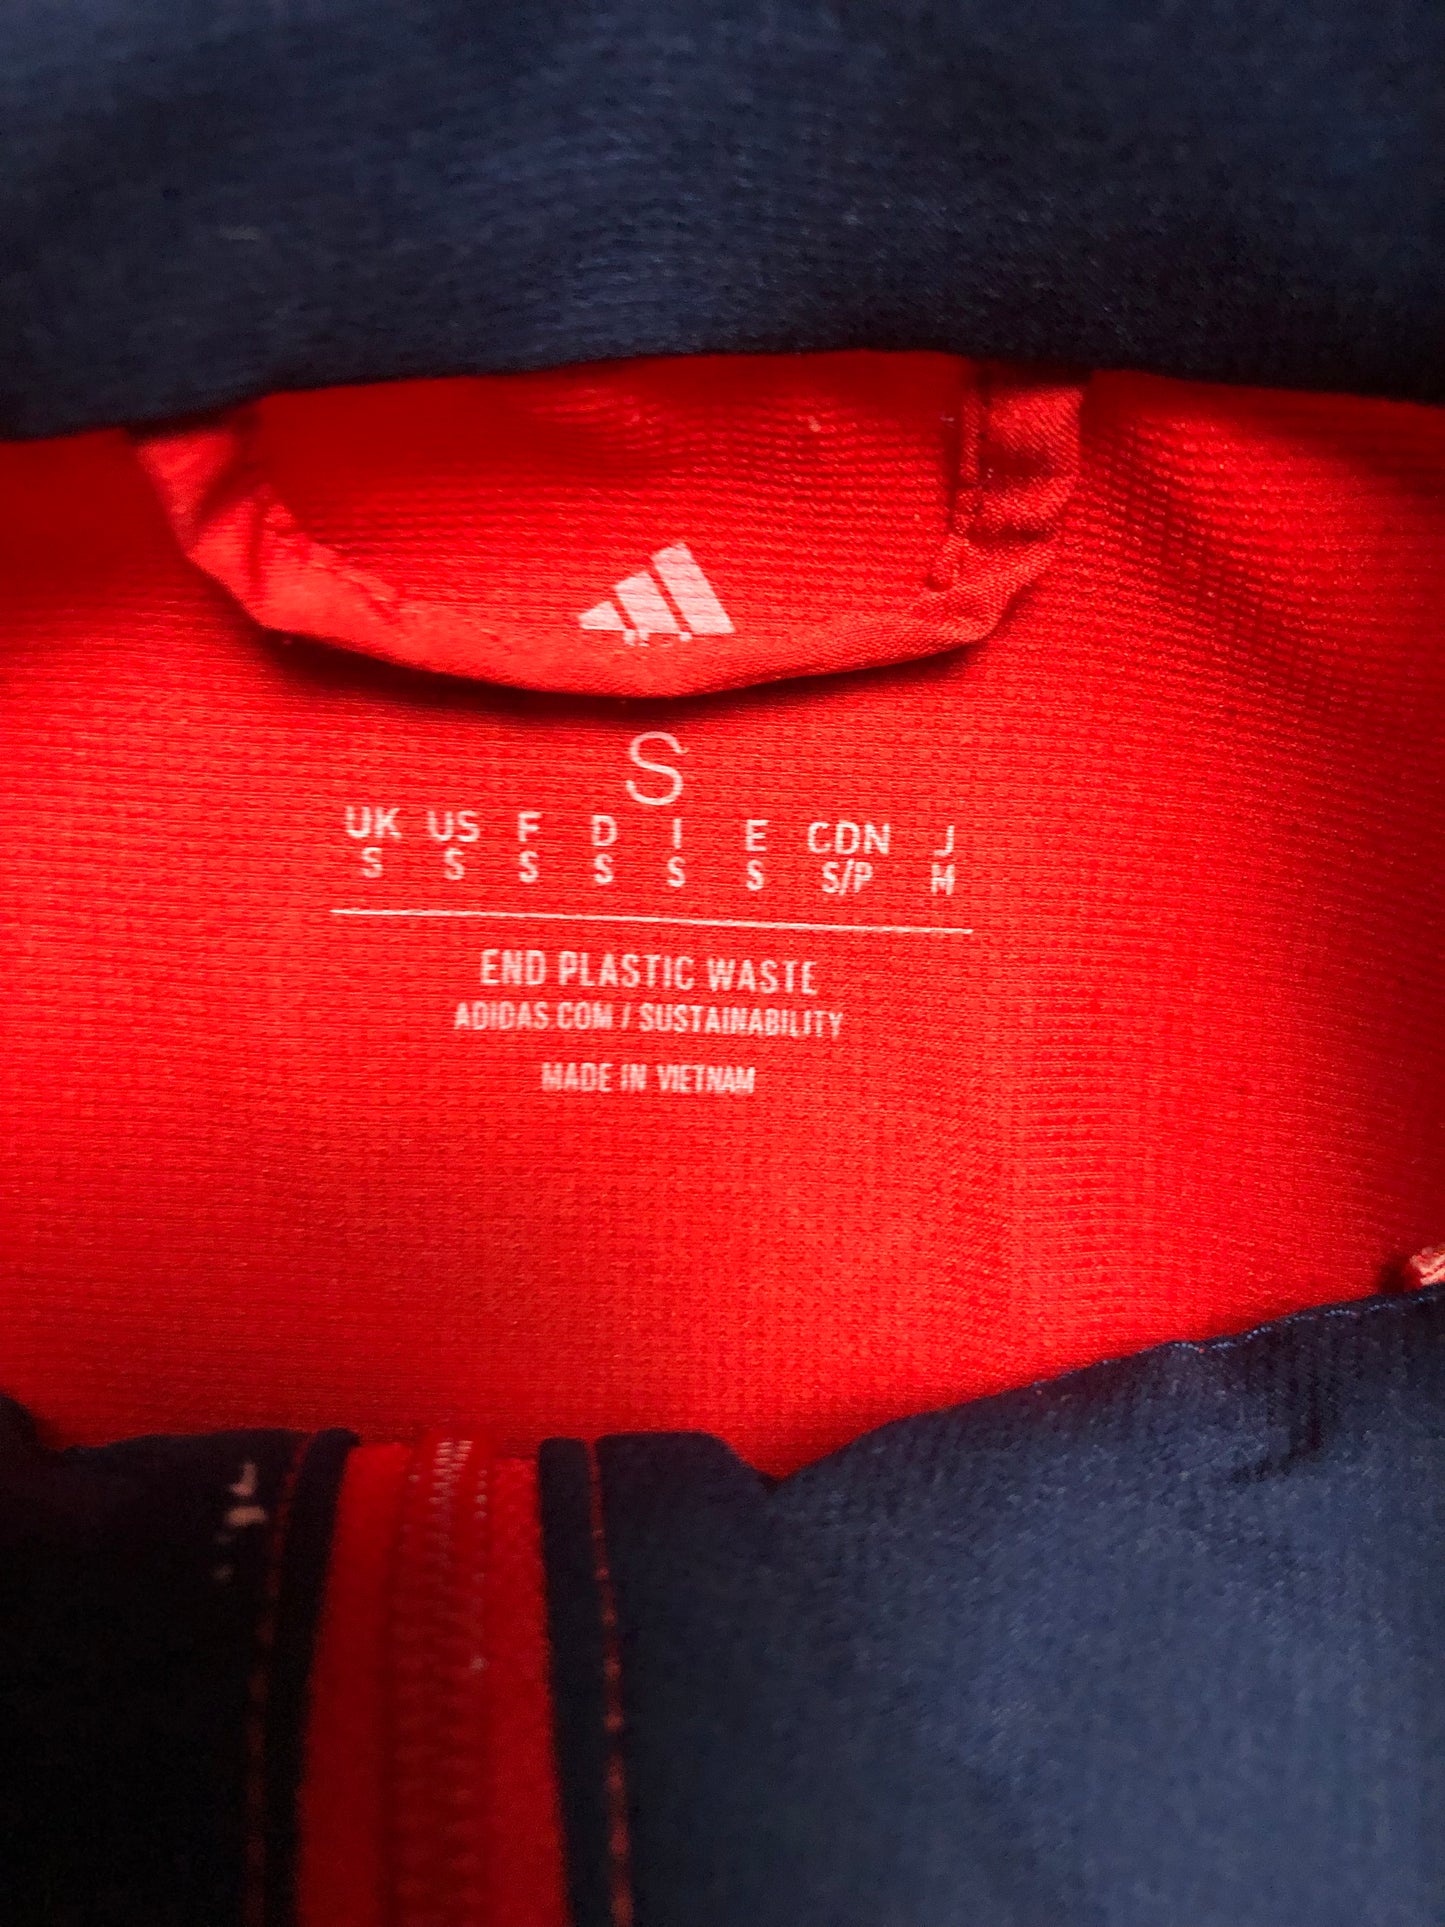 S
UK US F D I E CDN J
S S S S S S S/P M
END PLASTIC WASTE
ADIDAS.COM / SUSTAINABILITY
MADE IN VIETNAM